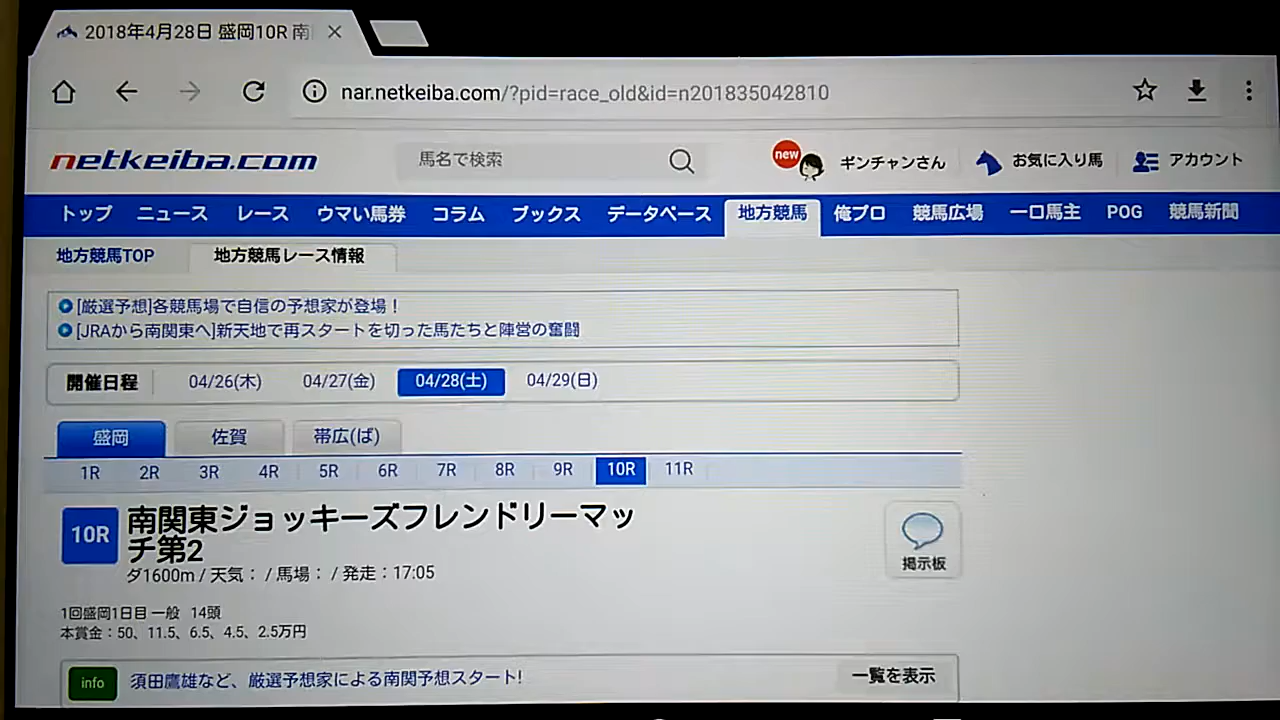 2018年4月28日 盛岡10R 南
nar.netkeiba.com/?pid=race_old&id=n201835042810
netkeiba.com 馬名で検索 new ギンチャンさん お気に入り馬 アカウント
トップ ニュース レース ウマい馬券 コラム ブックス データベース 地方競馬 俺プロ 競馬広場 一口馬主 POG 競馬新聞
地方競馬TOP 地方競馬レース情報
[厳選予想]各競馬場で自信の予想家が登場！
[JRAから南関東へ]新天地で再スタートを切った馬たちと陣営の奮闘
開催日程 04/26(木) 04/27(金) 04/28(土) 04/29(日)
盛岡 佐賀 帯広(ば)
1R 2R 3R 4R 5R 6R 7R 8R 9R 10R 11R
10R 南関東ジョッキーズフレンドリーマッ
チ第2
ダ1600m / 天気： / 馬場： / 発走：17:05
掲示板
1回盛岡1日目 一般 14頭
本賞金：50、11.5、6.5、4.5、2.5万円
info 須田鷹雄など、厳選予想家による南関予想スタート! 一覧を表示